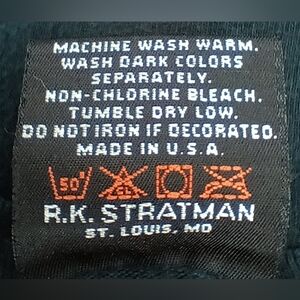 MACHINE WASH WARM.
WASH DARK COLORS
SEPARATELY.
NON-CHLORINE BLEACH.
TUMBLE DRY LOW.
DO NOT IRON IF DECORATED.
MADE IN U.S.A.
50° CL
R.K. STRATMAN
ST. LOUIS, MO